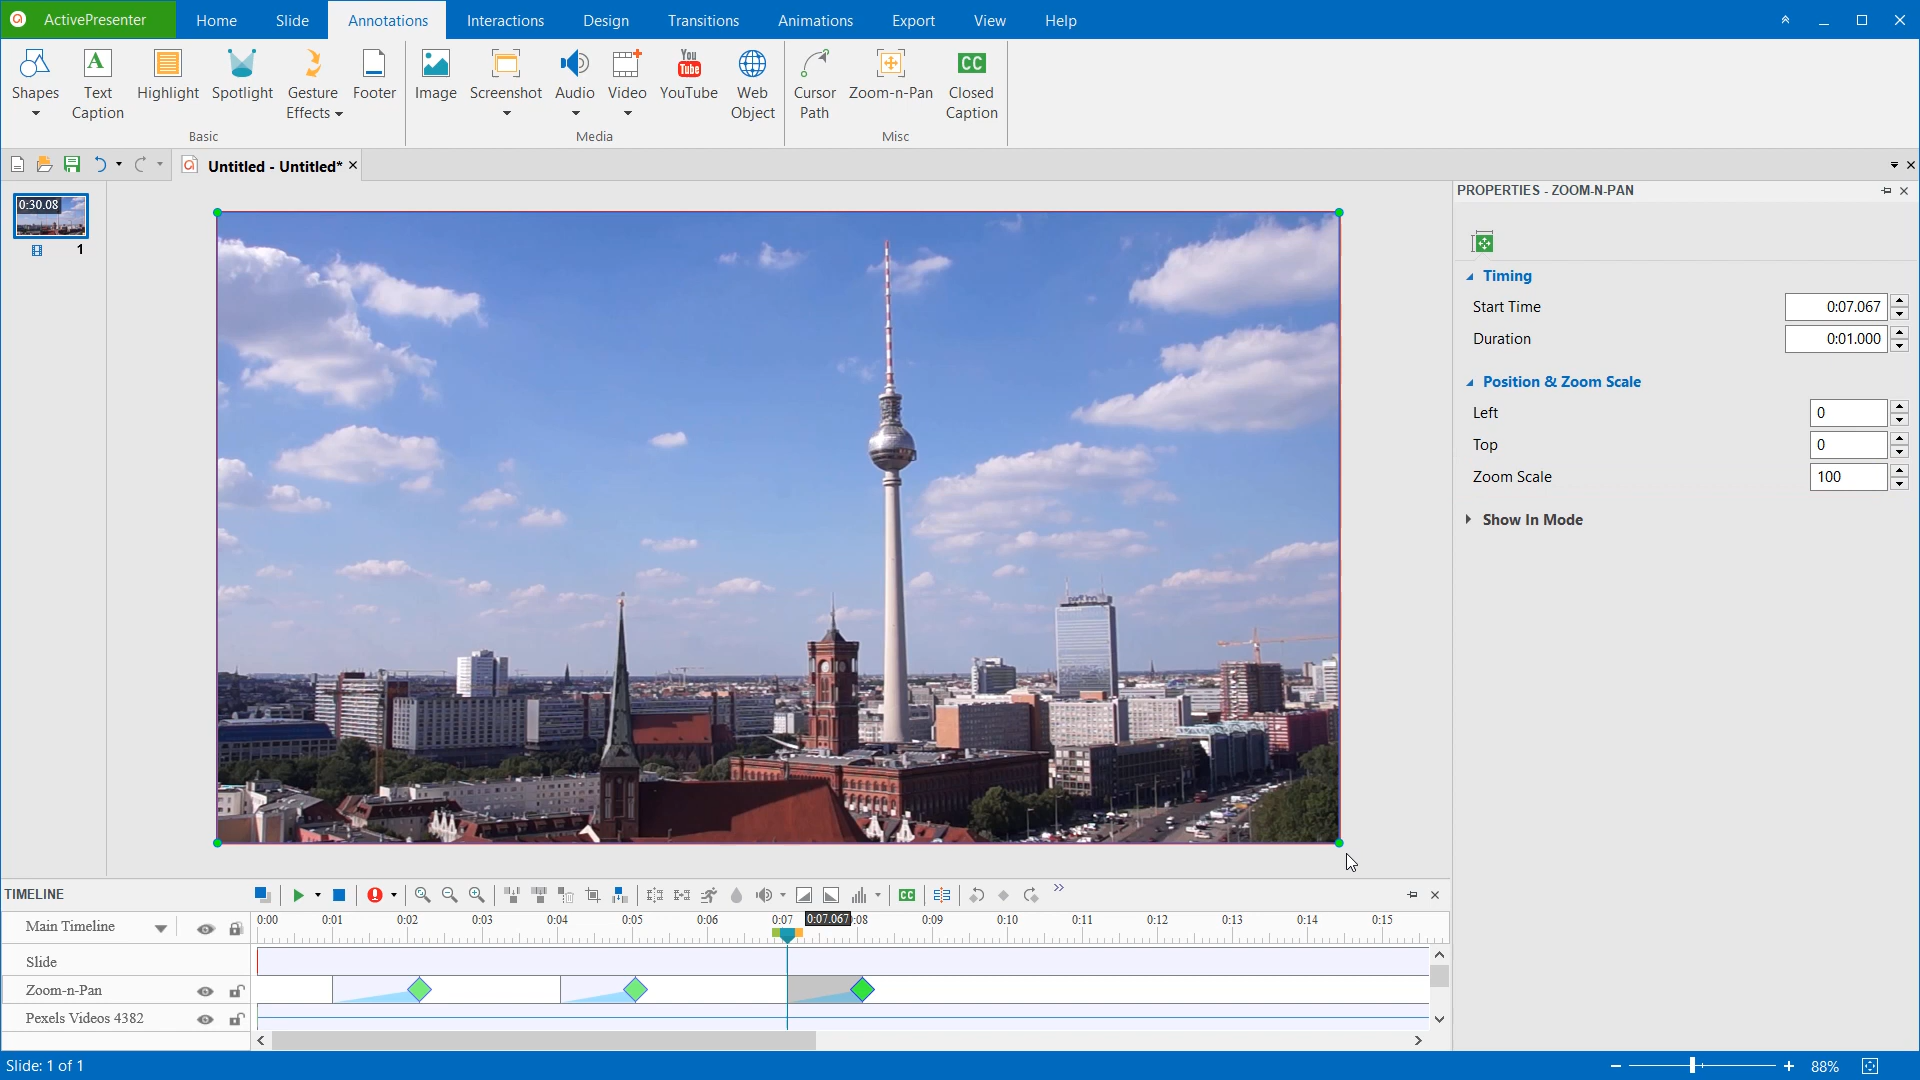 ActivePresenter
Home
Slide
Annotations
Interactions
Design
Transitions
Animations
Export
View
Help
Shapes
Text
Caption
Highlight
Spotlight
Gesture
Effects
Footer
Basic
Image
Screenshot
Audio
Video
You
Tube
YouTube
Web
Object
Media
Cursor
Path
Zoom-n-Pan
CC
Closed
Caption
Misc
Untitled - Untitled*
0:30.08
1
park inn
PROPERTIES - ZOOM-N-PAN
Timing
Start Time
0:07.067
Duration
0:01.000
Position & Zoom Scale
Left
0
Top
0
Zoom Scale
100
Show In Mode
TIMELINE
CC
Main Timeline
0:00 0:01 0:02 0:03 0:04 0:05 0:06 0:07 0:07.067 :08 0:09 0:10 0:11 0:12 0:13 0:14 0:15
Slide
Zoom-n-Pan
Pexels Videos 4382
Slide: 1 of 1
88%